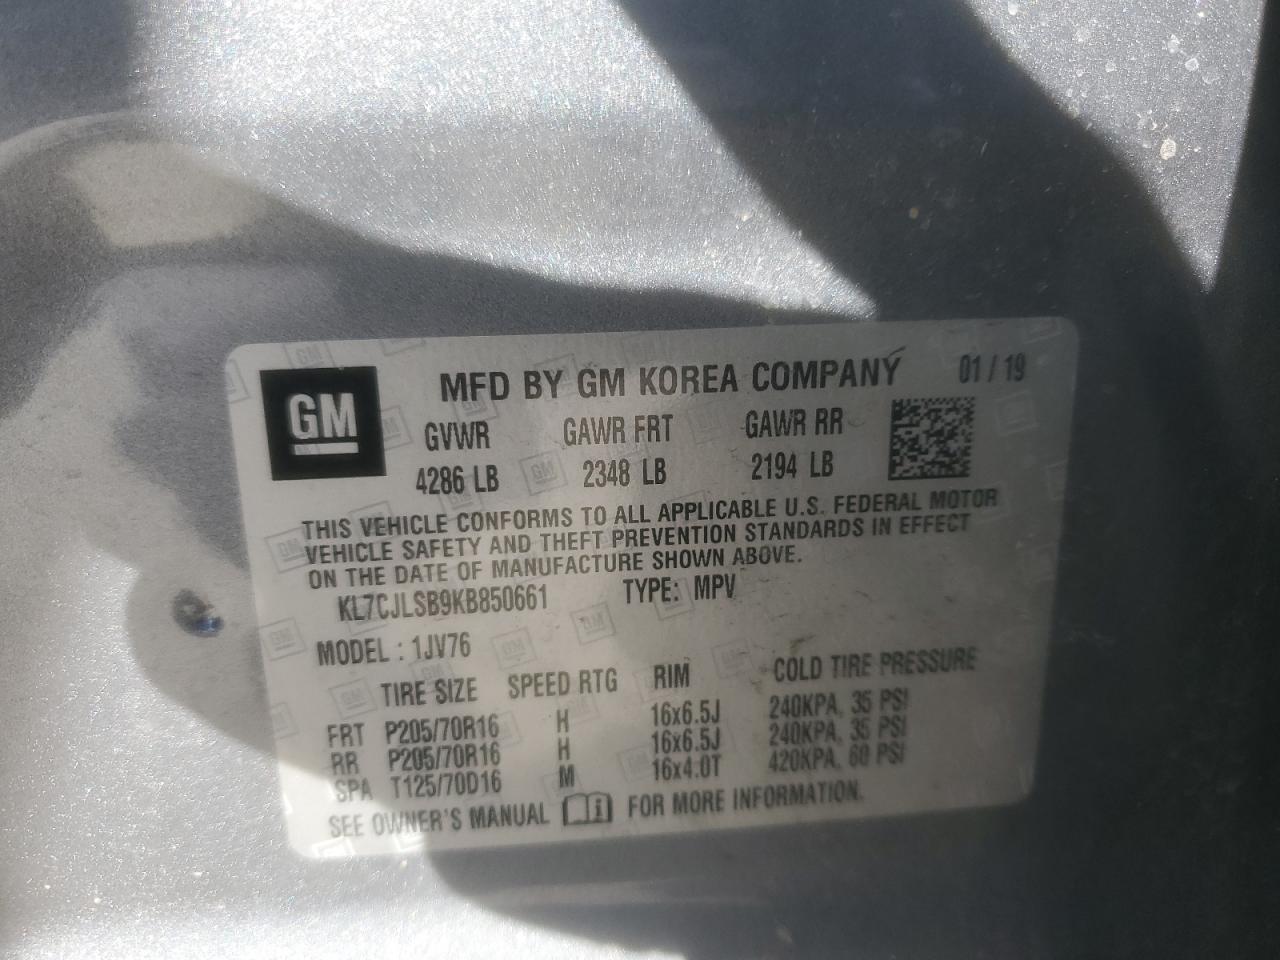 GM
MFD BY GM KOREA COMPANY 01 / 19
GVWR GAWR FRT GAWR RR
4286 LB 2348 LB 2194 LB
THIS VEHICLE CONFORMS TO ALL APPLICABLE U.S. FEDERAL MOTOR
VEHICLE SAFETY AND THEFT PREVENTION STANDARDS IN EFFECT
ON THE DATE OF MANUFACTURE SHOWN ABOVE.
KL7CJLSB9KB850661 TYPE: MPV
MODEL : 1JV76
TIRE SIZE SPEED RTG RIM COLD TIRE PRESSURE
FRT P205/70R16 H 16x6.5J 240KPA, 35 PSI
RR P205/70R16 H 16x6.5J 240KPA, 35 PSI
SPA T125/70D16 M 16x4.0T 420KPA, 60 PSI
SEE OWNER'S MANUAL FOR MORE INFORMATION.